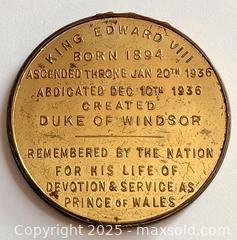 KING EDWARD VIII
BORN 1894
ASCENDED THRONE JAN 20TH 1936
ABDICATED DEC 10TH 1936
CREATED
DUKE OF WINDSOR
REMEMBERED BY THE NATION
FOR HIS LIFE OF
DEVOTION & SERVICE AS
PRINCE OF WALES
Copyright 2025 - maxsold.com